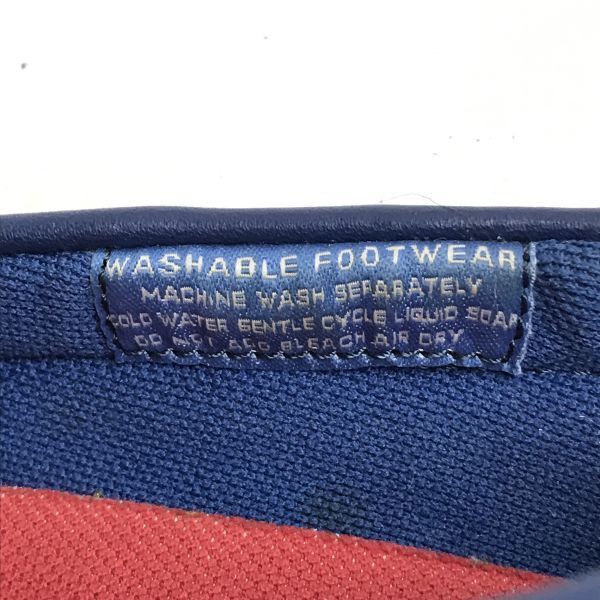 WASHABLE FOOTWEAR
MACHINE WASH SEPARATELY
COLD WATER GENTLE CYCLE LIQUID SOAP
DO NOT ADD BLEACH AIR DRY